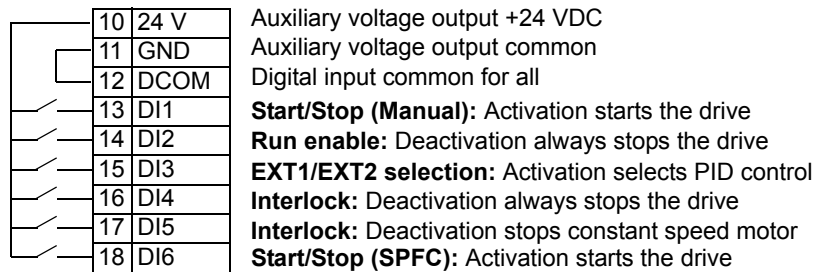 10 24 V Auxiliary voltage output +24 VDC
11 GND Auxiliary voltage output common
12 DCOM Digital input common for all
13 DI1 Start/Stop (Manual): Activation starts the drive
14 DI2 Run enable: Deactivation always stops the drive
15 DI3 EXT1/EXT2 selection: Activation selects PID control
16 DI4 Interlock: Deactivation always stops the drive
17 DI5 Interlock: Deactivation stops constant speed motor
18 DI6 Start/Stop (SPFC): Activation starts the drive